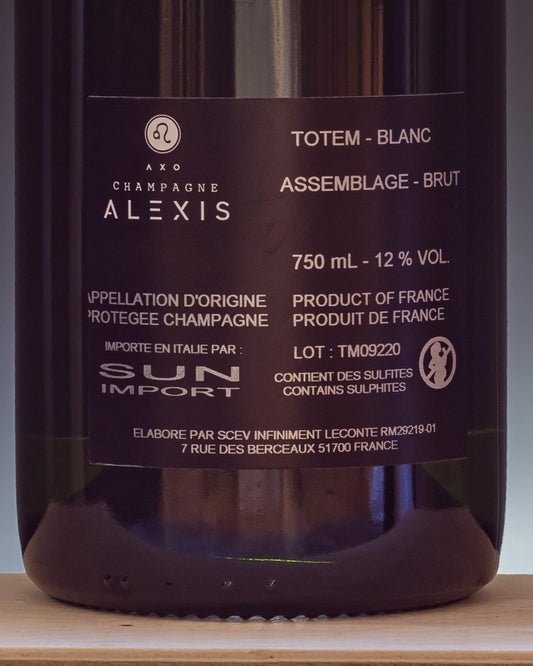 AXO
CHAMPAGNE
ALEXIS
TOTEM - BLANC
ASSEMBLAGE - BRUT
750 mL - 12 % VOL.
APPELLATION D'ORIGINE
PROTEGEE CHAMPAGNE
PRODUCT OF FRANCE
PRODUIT DE FRANCE
IMPORTE EN ITALIE PAR :
SUN
IMPORT
LOT : TM09220
CONTIENT DES SULFITES
CONTAINS SULPHITES
ELABORE PAR SCEV INFINIMENT LECONTE RM29219-01
7 RUE DES BERCEAUX 51700 FRANCE